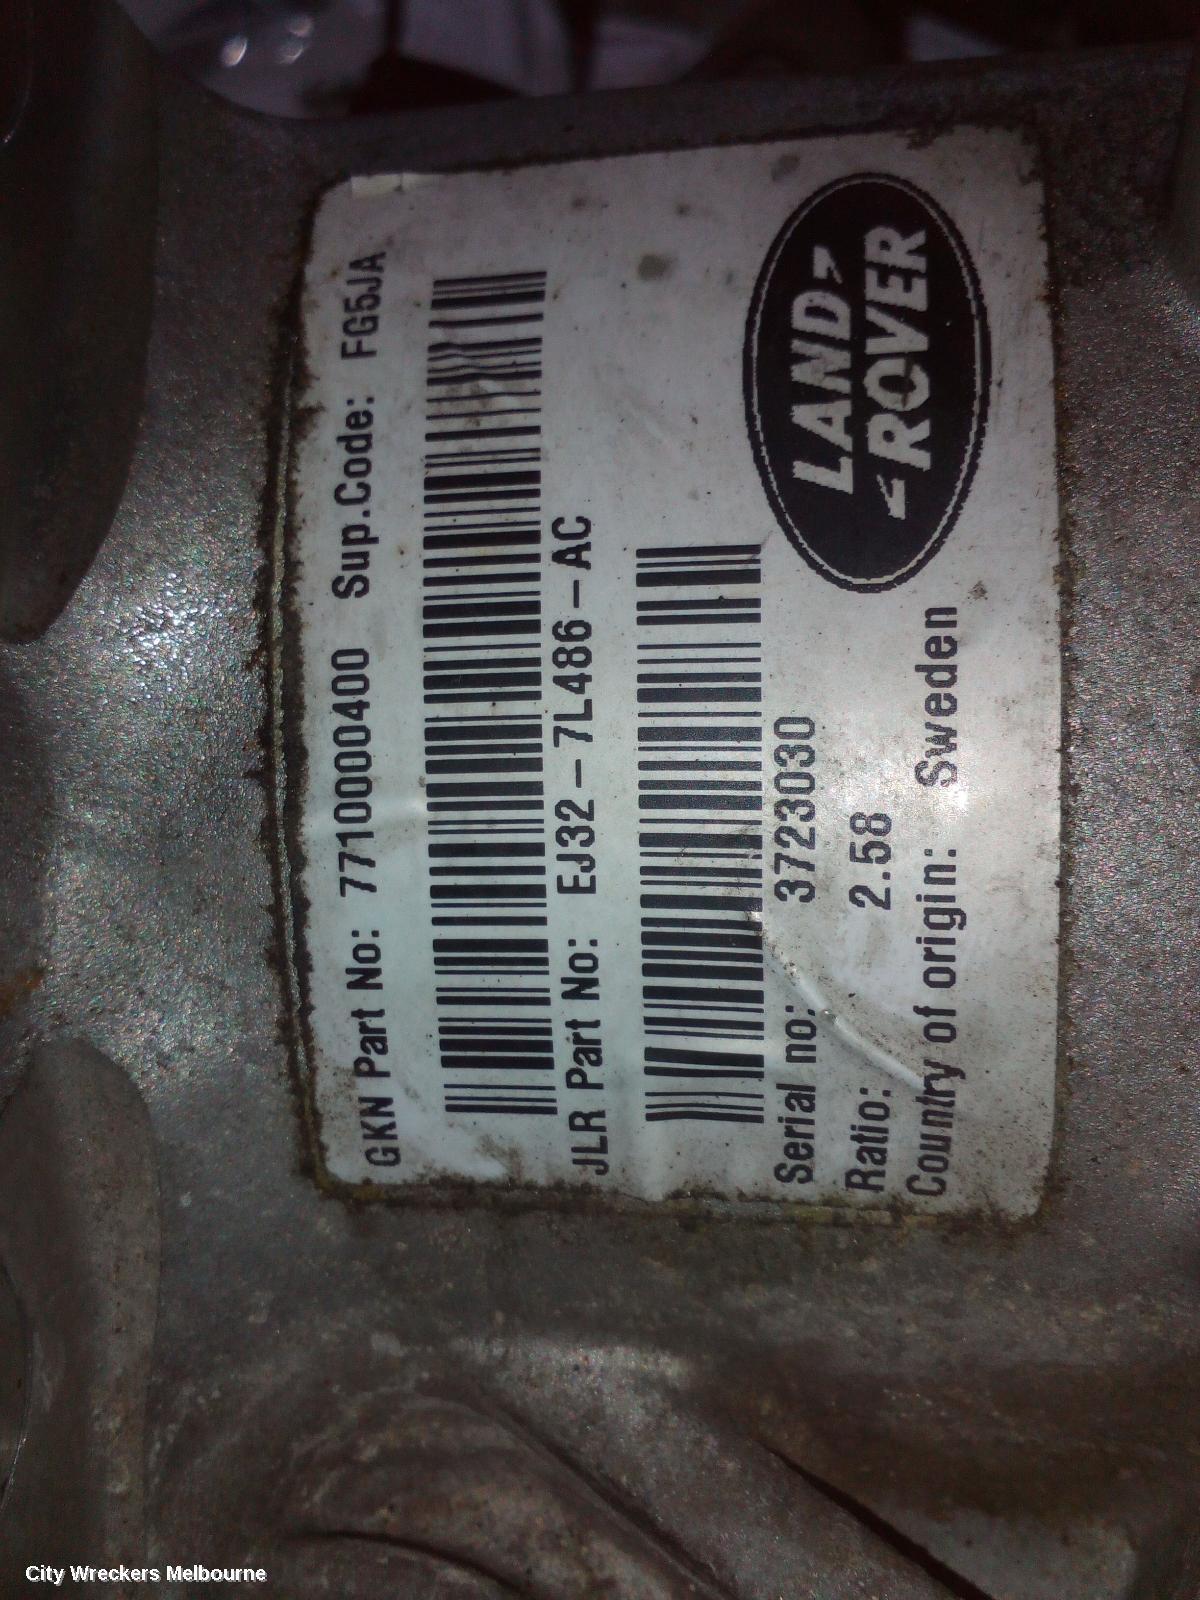 GKN Part No: 7710000400 Sup.Code: FG5JA
JLR Part No: EJ32-7L486-AC
Serial no: 3723030
Ratio: 2.58
Country of origin: Sweden
LAND
ROVER
City Wreckers Melbourne